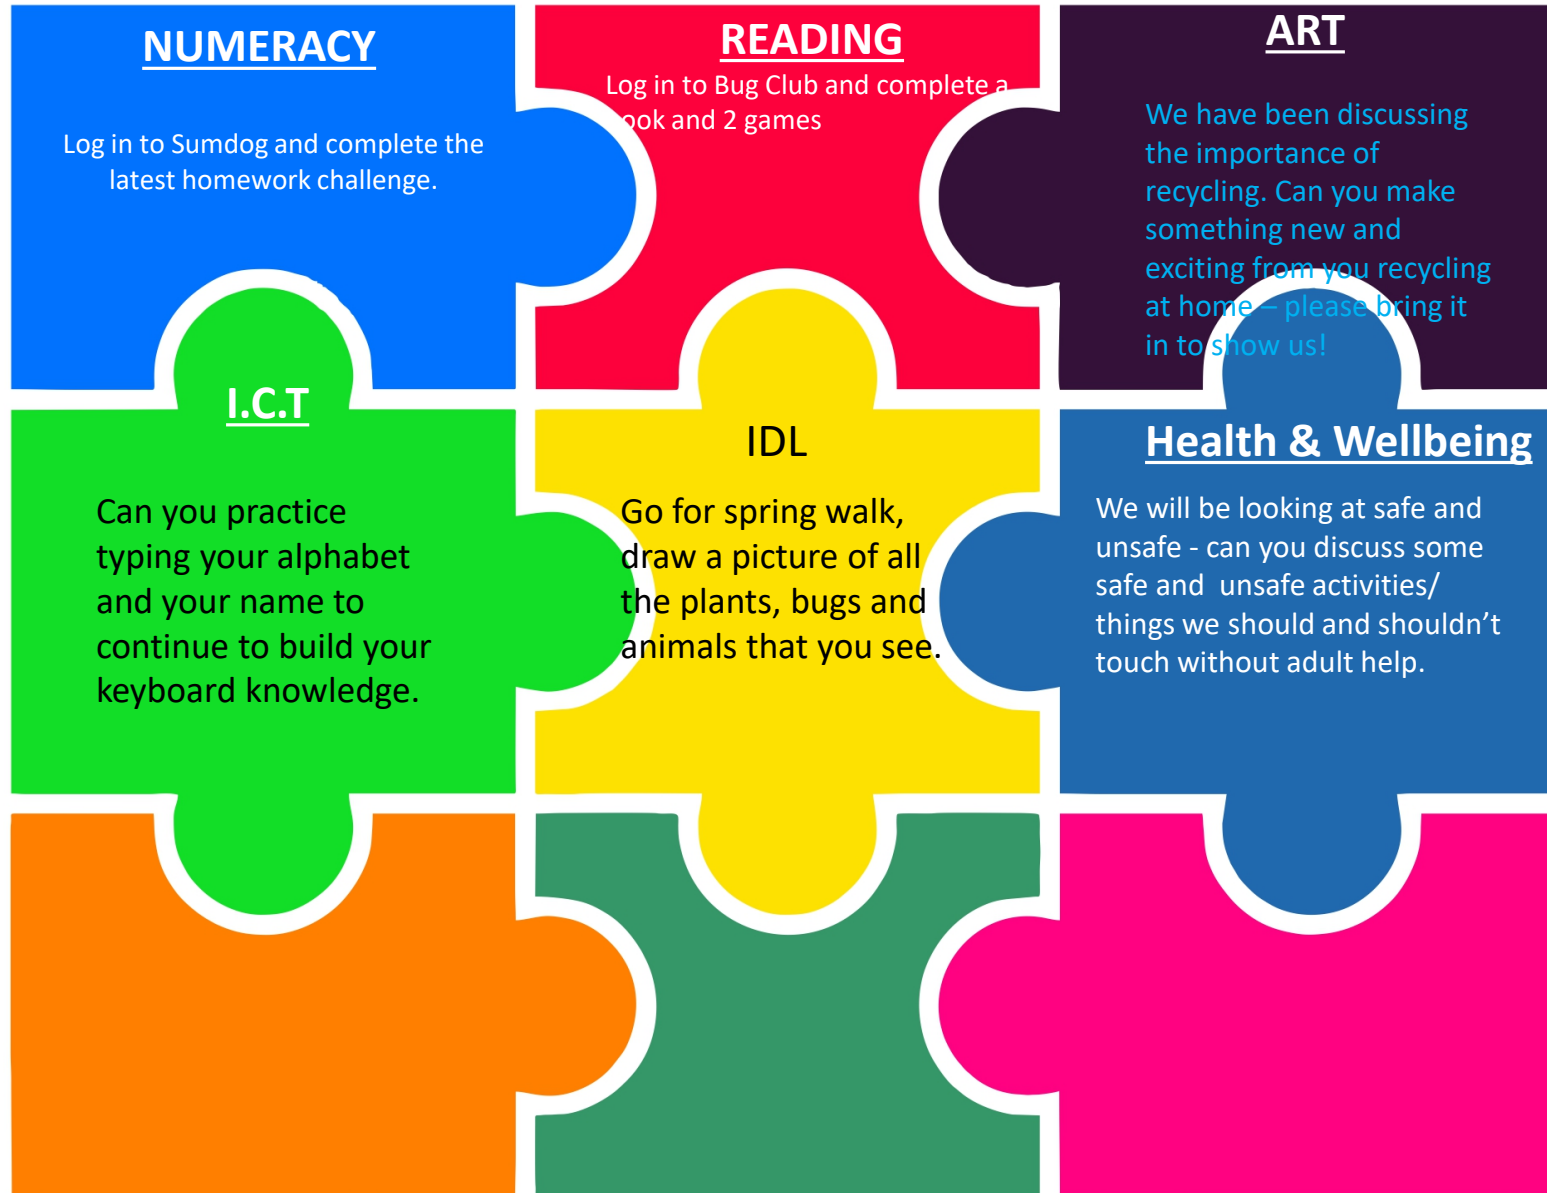 NUMERACY
Log in to Sumdog and complete the
latest homework challenge.
READING
Log in to Bug Club and complete a
ook and 2 games
ART
We have been discussing
the importance of
recycling. Can you make
something new and
exciting from you recycling
at home – please bring it
in to show us!
I.C.T
Can you practice
typing your alphabet
and your name to
continue to build your
keyboard knowledge.
IDL
Go for spring walk,
draw a picture of all
the plants, bugs and
animals that you see.
Health & Wellbeing
We will be looking at safe and
unsafe - can you discuss some
safe and  unsafe activities/
things we should and shouldn’t
touch without adult help.